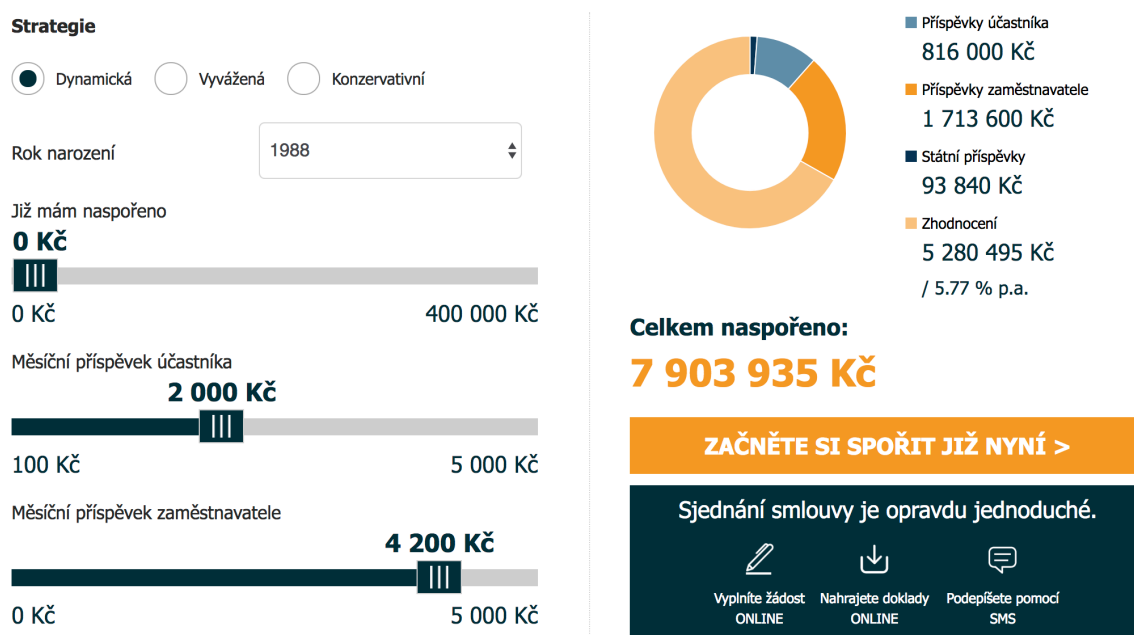 Strategie
Dynamická
Vyvážená
Konzervativní
Rok narození
1988
Již mám naspořeno
0 Kč
0 Kč
400 000 Kč
Měsíční příspěvek účastníka
2 000 Kč
100 Kč
5 000 Kč
Měsíční příspěvek zaměstnavatele
4 200 Kč
0 Kč
5 000 Kč
Příspěvky účastníka
816 000 Kč
Příspěvky zaměstnavatele
1 713 600 Kč
Státní příspěvky
93 840 Kč
Zhodnocení
5 280 495 Kč
/ 5.77 % p.a.
Celkem naspořeno:
7 903 935 Kč
ZAČNĚTE SI SPOŘIT JIŽ NYNÍ >
Sjednání smlouvy je opravdu jednoduché.
Vyplníte žádost
ONLINE
Nahrajete doklady
ONLINE
Podepíšete pomocí
SMS